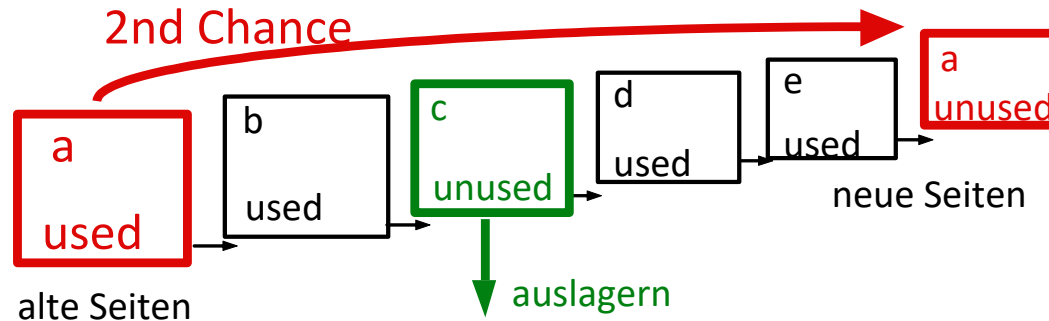 2nd Chance
a
used
b
used
c
unused
d
used
e
used
a
unused
alte Seiten
auslagern
neue Seiten